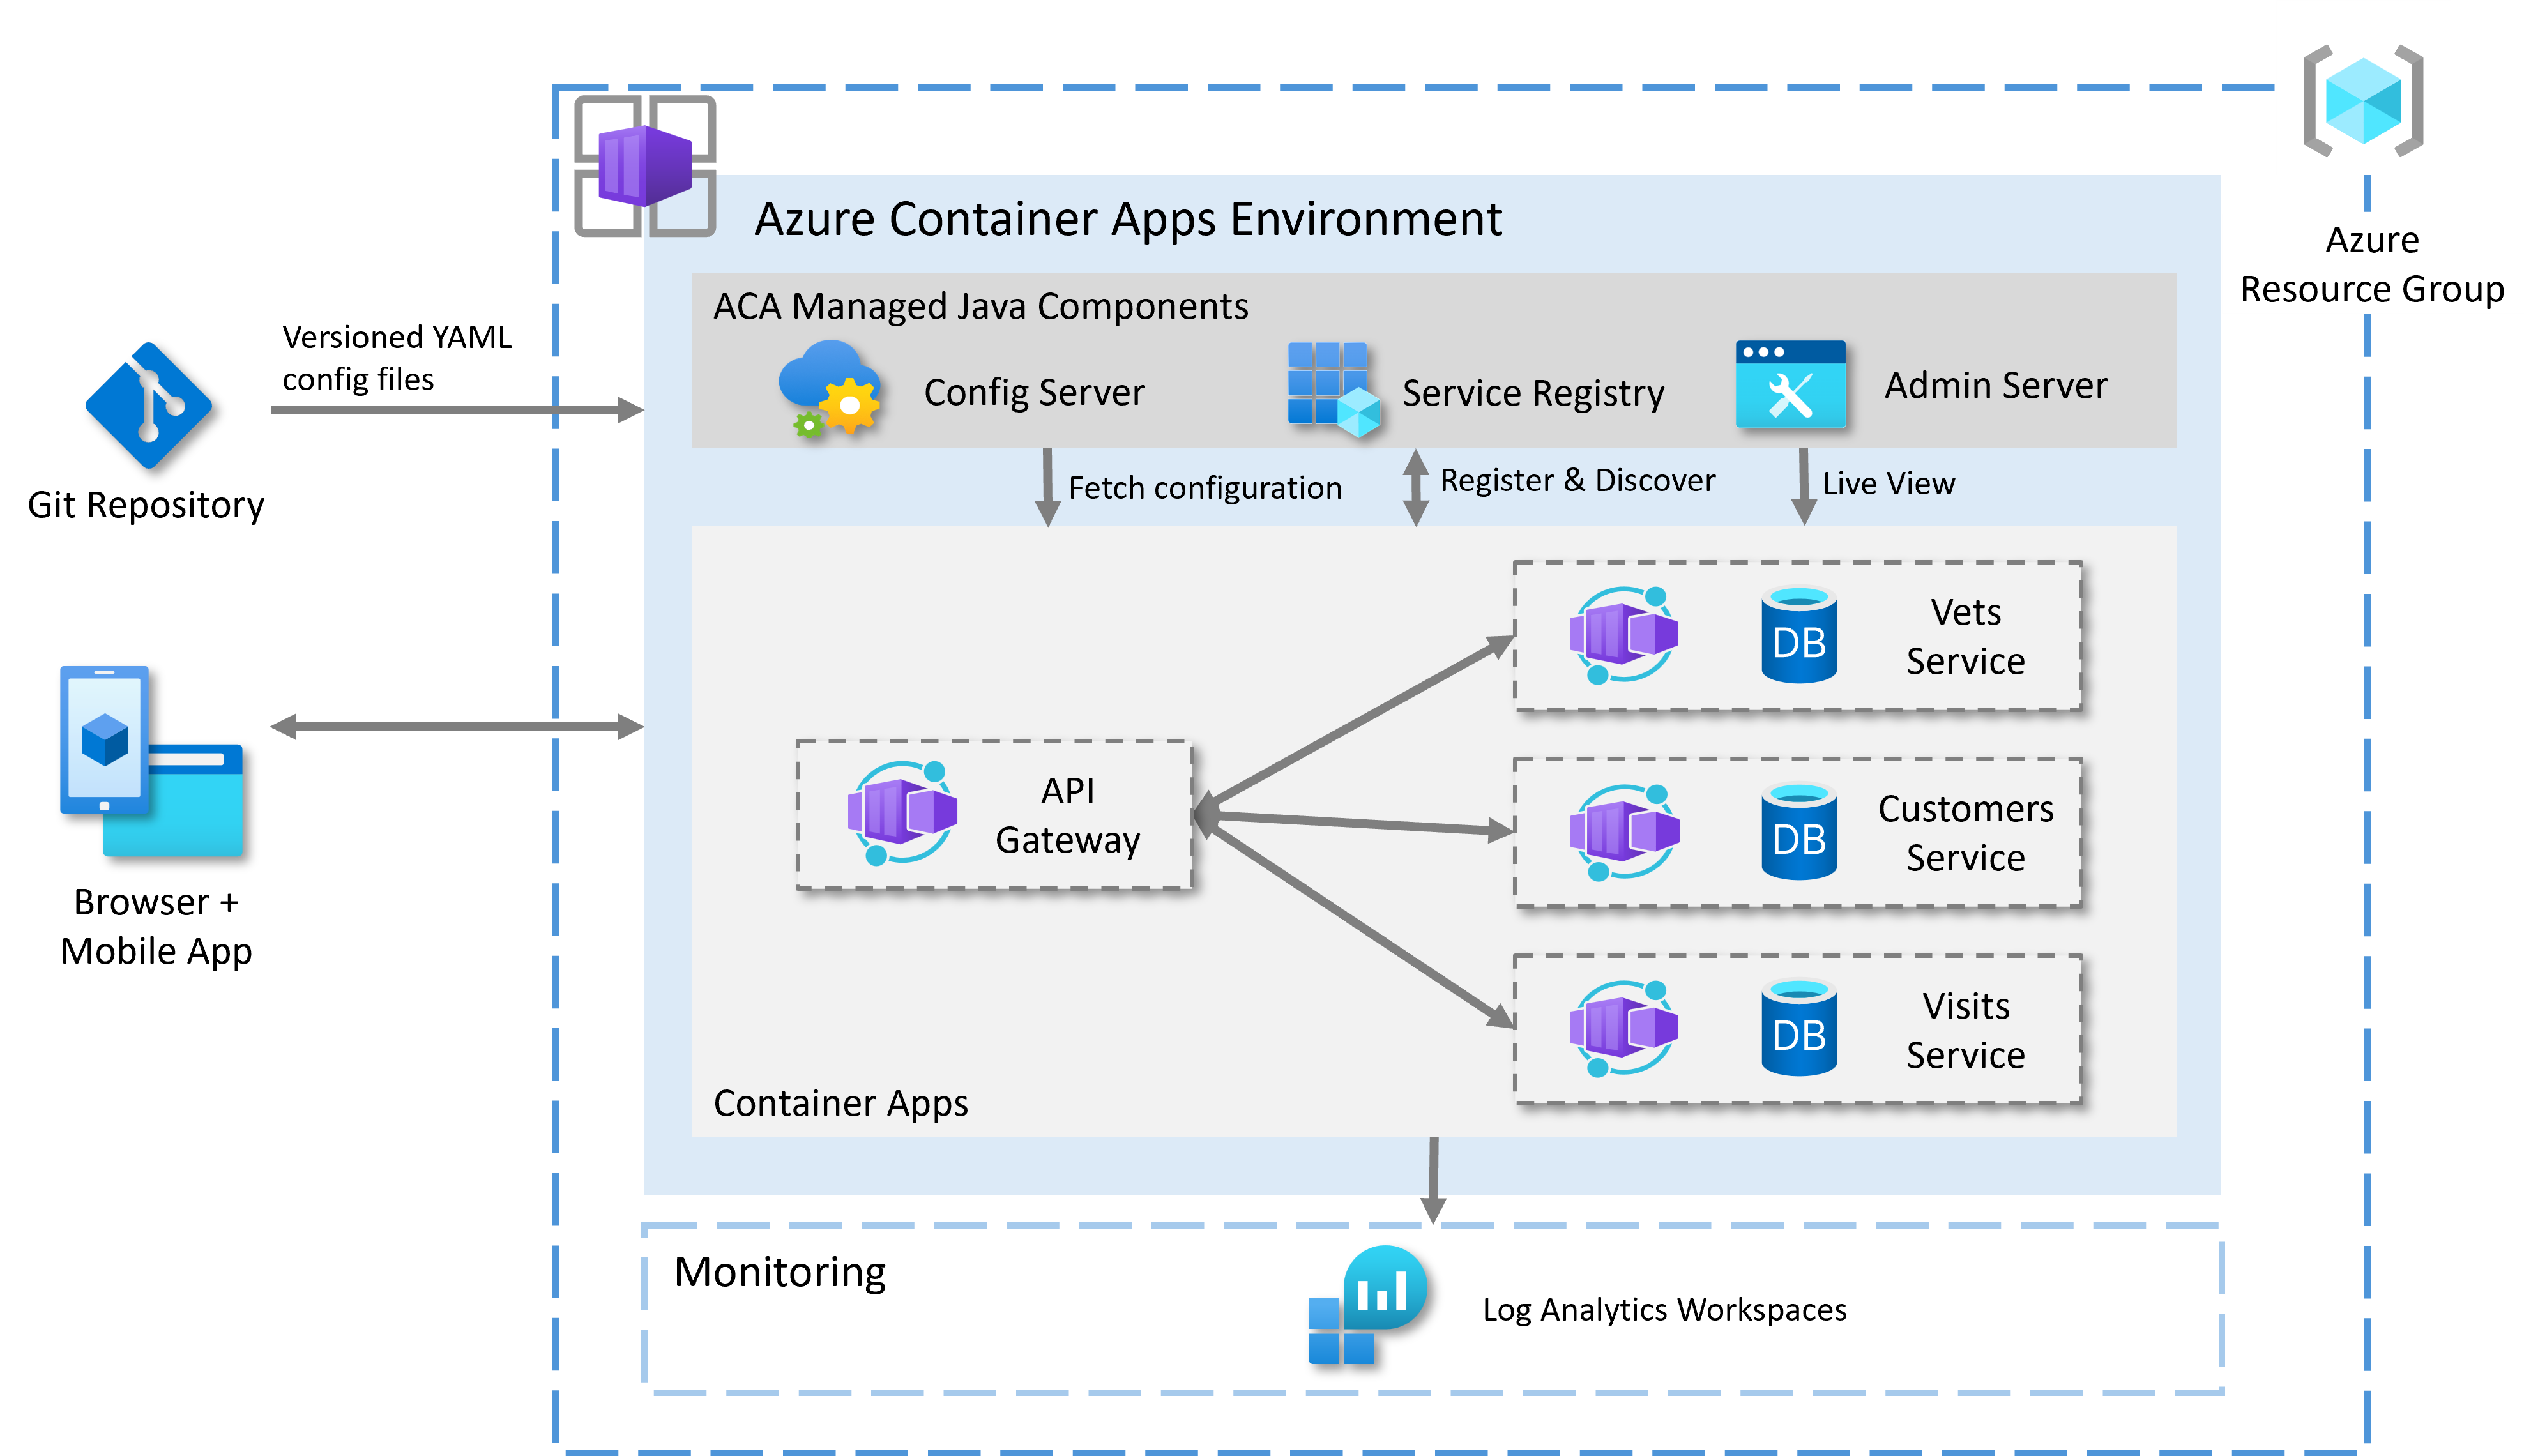 Azure Container Apps Environment
Azure
Resource Group
ACA Managed Java Components
Versioned YAML
config files
Config Server
Service Registry
Admin Server
Git Repository
Fetch configuration
Register & Discover
Live View
DB
Vets
Service
API
Gateway
DB
Customers
Service
Browser +
Mobile App
DB
Visits
Service
Container Apps
Monitoring
Log Analytics Workspaces